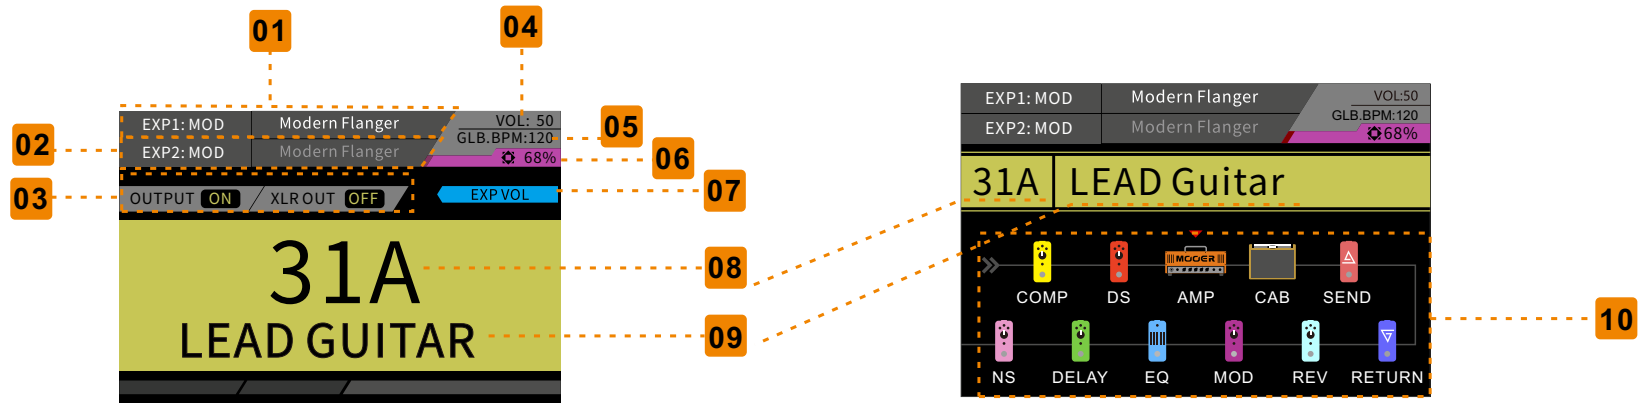 01
04
EXP1: MOD Modern Flanger VOL: 50
GLB.BPM:120
05
02
EXP2: MOD Modern Flanger 68%
06
03
OUTPUT ON XLR OUT OFF EXP VOL
07
31A
08
LEAD GUITAR
09
EXP1: MOD Modern Flanger VOL:50
GLB.BPM:120
EXP2: MOD Modern Flanger 68%
31A LEAD Guitar
MOOER
COMP DS AMP CAB SEND
10
NS DELAY EQ MOD REV RETURN